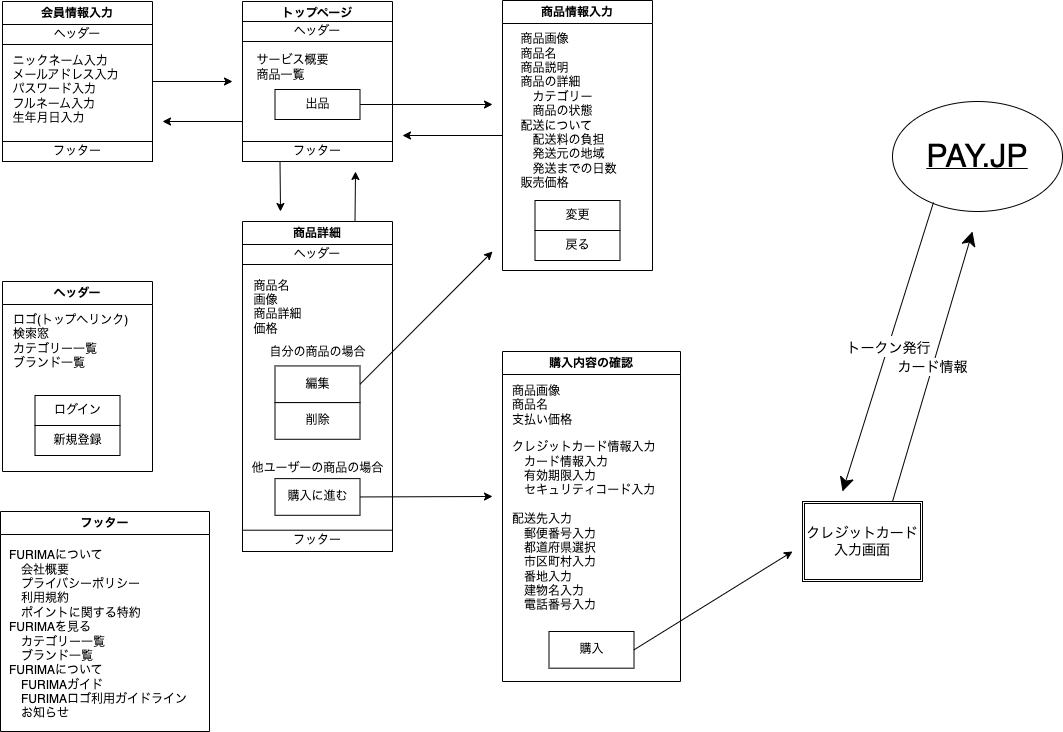 会員情報入力
ヘッダー
ニックネーム入力
メールアドレス入力
パスワード入力
フルネーム入力
生年月日入力
フッター
トップページ
ヘッダー
サービス概要
商品一覧
出品
フッター
商品情報入力
商品画像
商品名
商品説明
商品の詳細
カテゴリー
商品の状態
配送について
配送料の負担
発送元の地域
発送までの日数
販売価格
変更
戻る
PAY.JP
トークン発行
カード情報
商品詳細
ヘッダー
商品名
画像
商品詳細
価格
自分の商品の場合
編集
削除
他ユーザーの商品の場合
購入に進む
フッター
ヘッダー
ロゴ(トップへリンク)
検索窓
カテゴリー一覧
ブランド一覧
ログイン
新規登録
購入内容の確認
商品画像
商品名
支払い価格
クレジットカード情報入力
カード情報入力
有効期限入力
セキュリティコード入力
配送先入力
郵便番号入力
都道府県選択
市区町村入力
番地入力
建物名入力
電話番号入力
購入
クレジットカード
入力画面
フッター
FURIMAについて
会社概要
プライバシーポリシー
利用規約
ポイントに関する特約
FURIMAを見る
カテゴリー一覧
ブランド一覧
FURIMAについて
FURIMAガイド
FURIMAロゴ利用ガイドライン
お知らせ